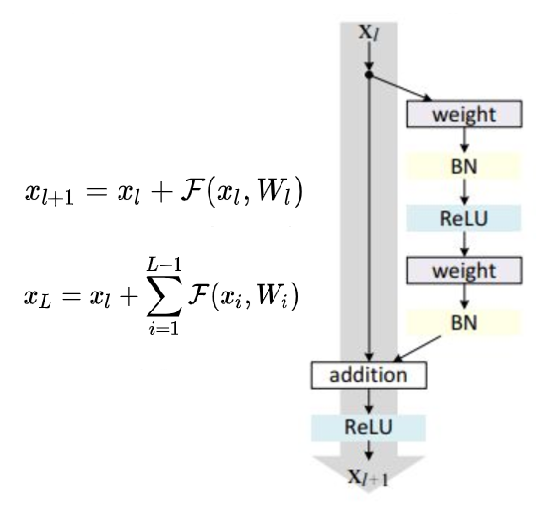 x_{l+1} = x_l + \mathcal{F}(x_l, W_l)
x_L = x_l + \sum_{i=1}^{L-1} \mathcal{F}(x_i, W_i)
x_l
weight
BN
ReLU
weight
BN
addition
ReLU
x_{l+1}